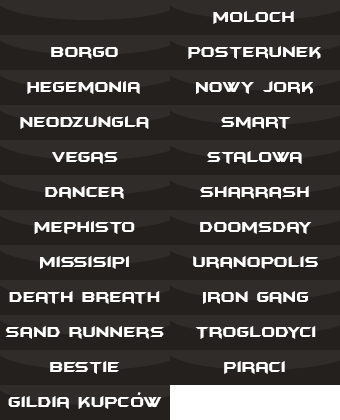 MOLOCH
BORGO POSTERUNEK
HEGEMONIA NOWY JORK
NEODZUNGLA SMART
VEGAS STALOWA
DANCER SHARRASH
MEPHISTO DOOMSDAY
MISSISIPI URANOPOLIS
DEATH BREATH IRON GANG
SAND RUNNERS TROGLODYCI
BESTIE PIRACI
GILDIA KUPCÓW